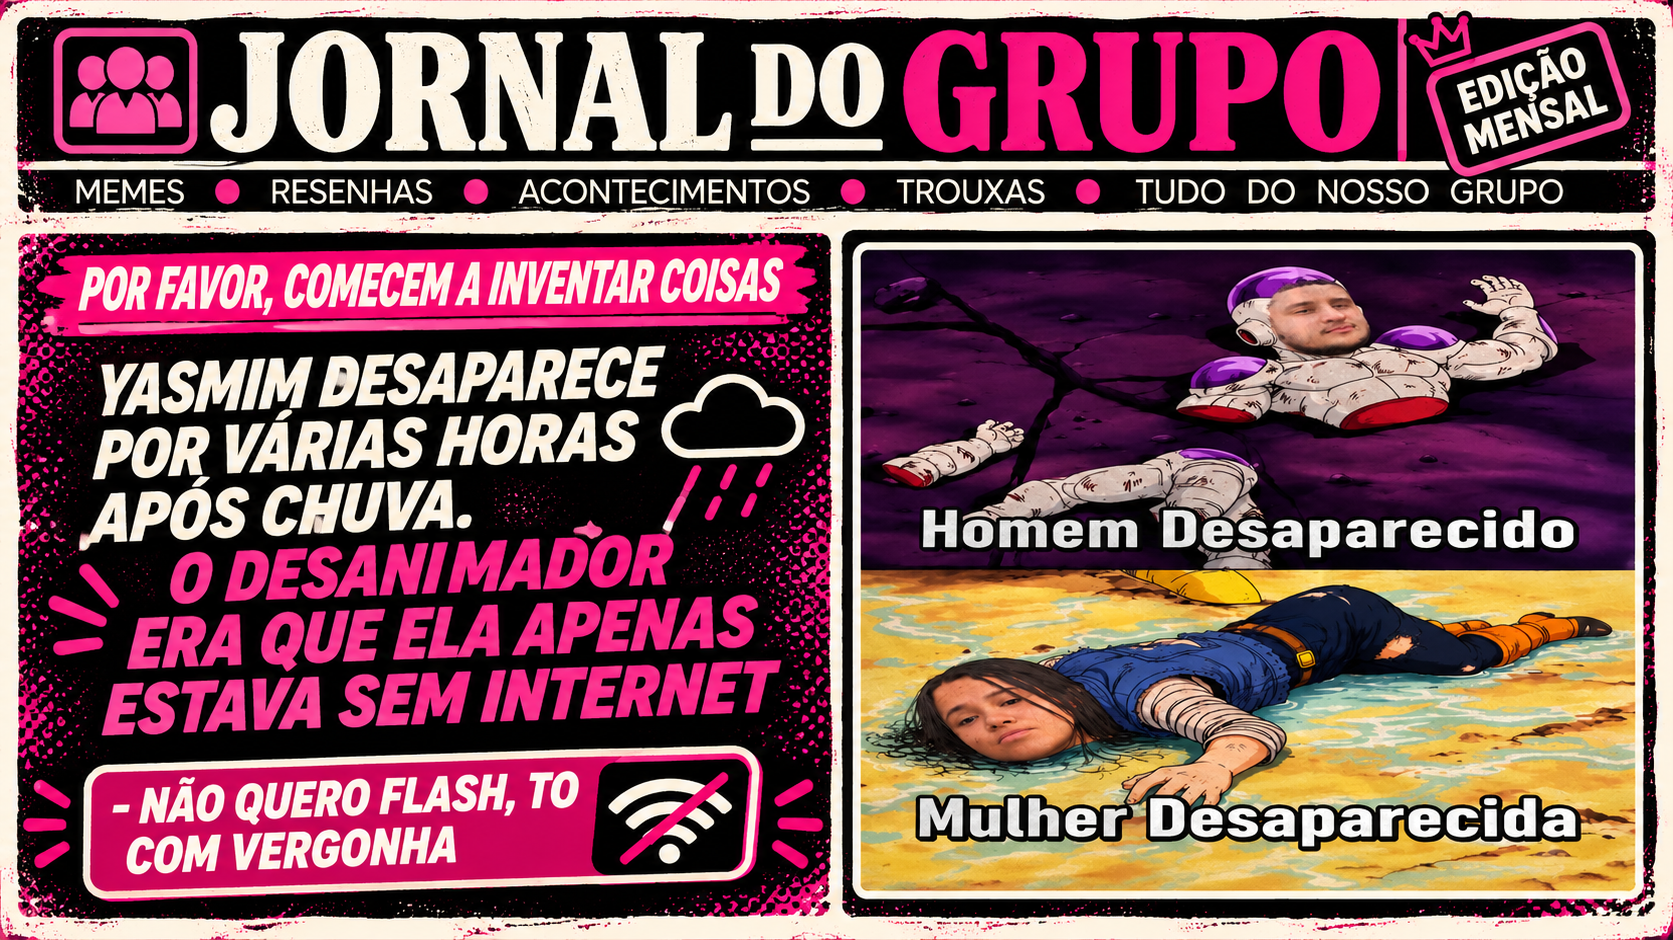 JORNAL DO GRUPO
EDIÇÃO
MENSAL
MEMES RESENHAS ACONTECIMENTOS TROUXAS TUDO DO NOSSO GRUPO
POR FAVOR, COMECEM A INVENTAR COISAS
YASMIM DESAPARECE
POR VÁRIAS HORAS
APÓS CHUVA.
O DESANIMADOR
ERA QUE ELA APENAS
ESTAVA SEM INTERNET
- NÃO QUERO FLASH, TO
COM VERGONHA
Homem Desaparecido
Mulher Desaparecida